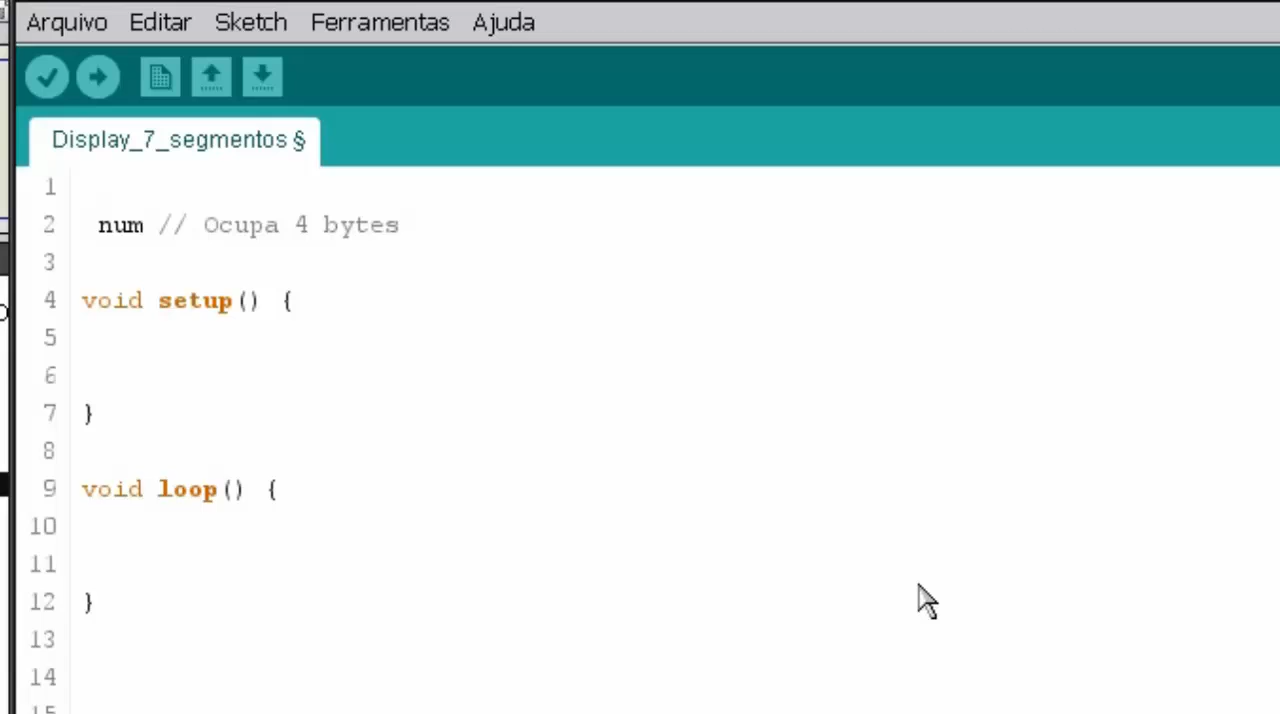 Arquivo Editar Sketch Ferramentas Ajuda
Display_7_segmentos §
1
2 num // Ocupa 4 bytes
3
4 void setup() {
5
6
7 }
8
9 void loop() {
10
11
12 }
13
14
15